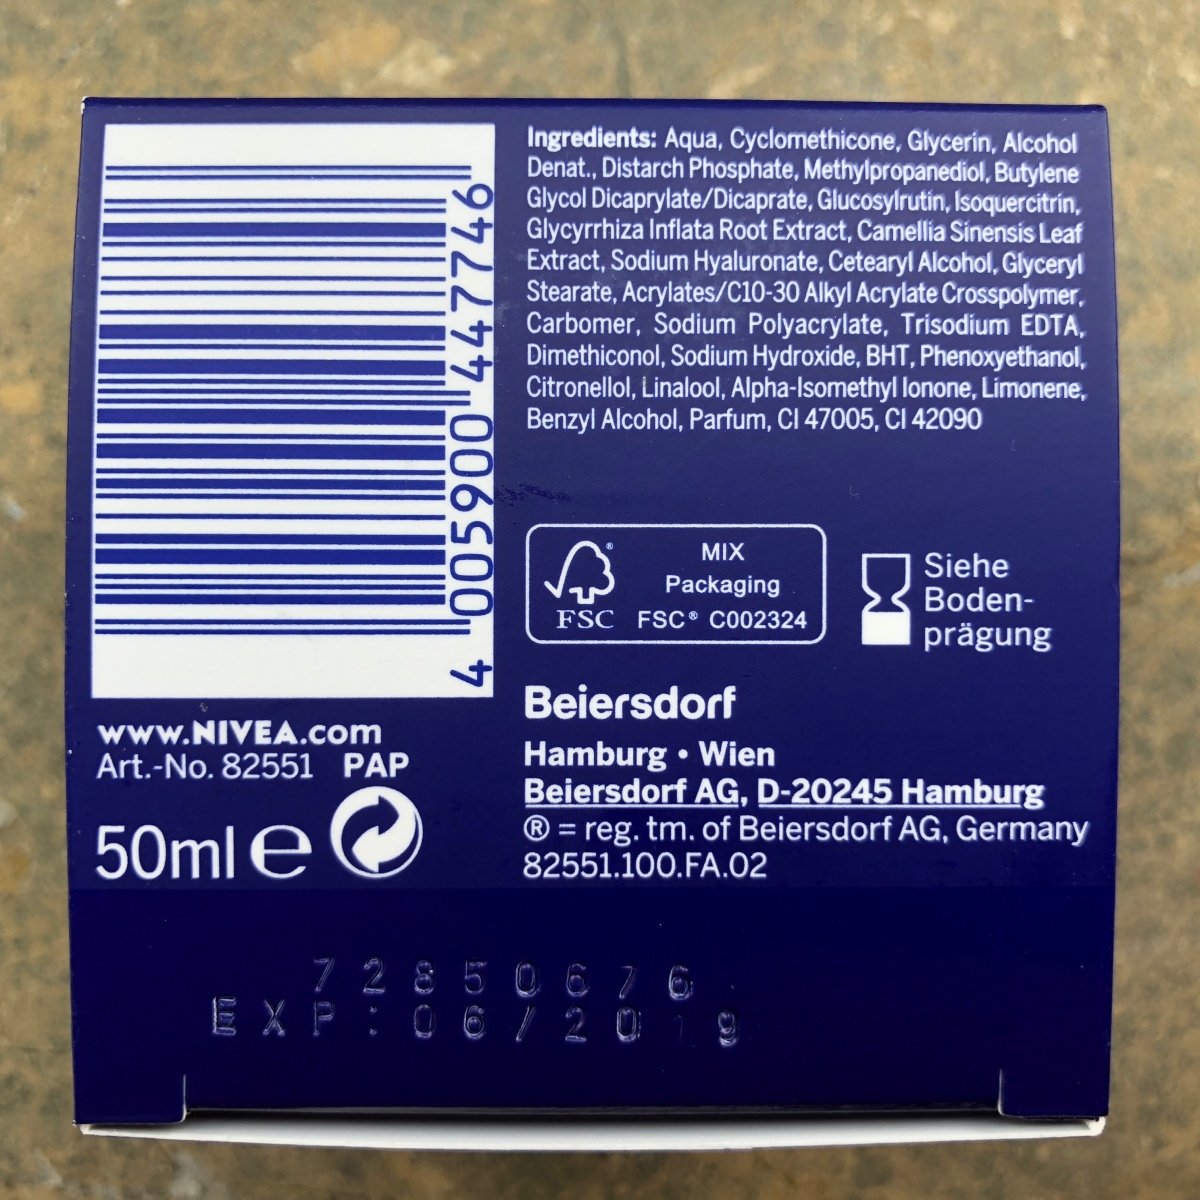 4 005900 447746
Ingredients: Aqua, Cyclomethicone, Glycerin, Alcohol
Denat., Distarch Phosphate, Methylpropanediol, Butylene
Glycol Dicaprylate/Dicaprate, Glucosylrutin, Isoquercitrin,
Glycyrrhiza Inflata Root Extract, Camellia Sinensis Leaf
Extract, Sodium Hyaluronate, Cetearyl Alcohol, Glyceryl
Stearate, Acrylates/C10-30 Alkyl Acrylate Crosspolymer,
Carbomer, Sodium Polyacrylate, Trisodium EDTA,
Dimethiconol, Sodium Hydroxide, BHT, Phenoxyethanol,
Citronellol, Linalool, Alpha-Isomethyl Ionone, Limonene,
Benzyl Alcohol, Parfum, CI 47005, CI 42090
FSC®
MIX
Packaging
FSC® C002324
Siehe
Boden-
prägung
www.NIVEA.com
Art.-No. 82551 PAP
50ml e
Beiersdorf
Hamburg • Wien
Beiersdorf AG, D-20245 Hamburg
® = reg. tm. of Beiersdorf AG, Germany
82551.100.FA.02
72850676
EXP: 06/2019